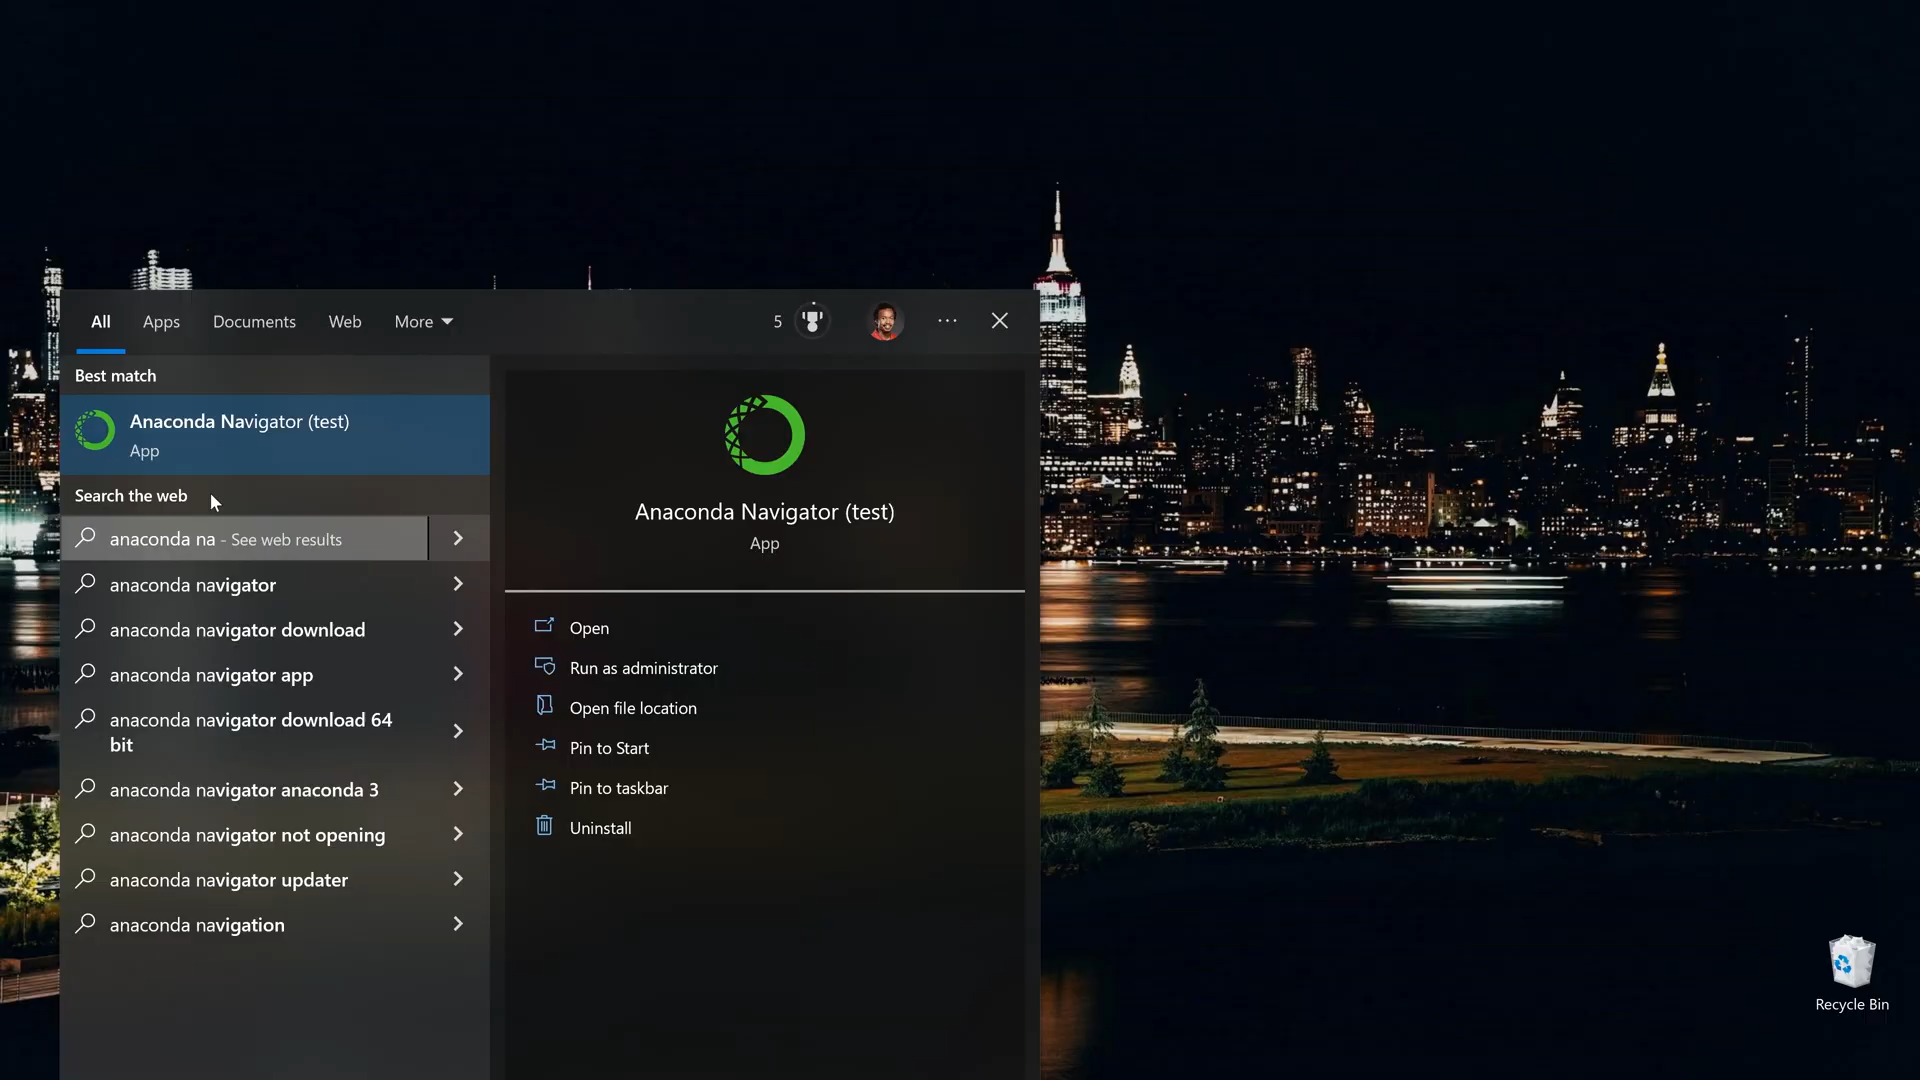 All Apps Documents Web More 5
Best match
Anaconda Navigator (test)
App
Search the web
anaconda na - See web results
anaconda navigator
anaconda navigator download
anaconda navigator app
anaconda navigator download 64
bit
anaconda navigator anaconda 3
anaconda navigator not opening
anaconda navigator updater
anaconda navigation
Anaconda Navigator (test)
App
Open
Run as administrator
Open file location
Pin to Start
Pin to taskbar
Uninstall
Recycle Bin